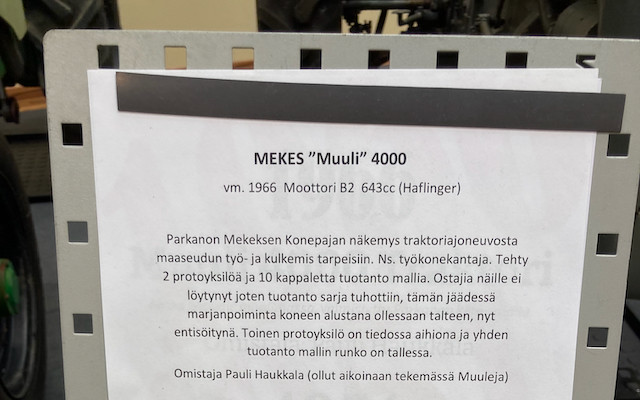 MEKES ”Muuli” 4000
vm. 1966 Moottori B2 643cc (Haflinger)
Parkanon Mekeksen Konepajan näkemys traktoriajoneuvosta
maaseudun työ- ja kulkemis tarpeisiin. Ns. työkonekantaja. Tehty
2 protoyksilöä ja 10 kappaletta tuotanto mallia. Ostajia näille ei
löytynyt joten tuotanto sarja tuhottiin, tämän jäädessä
marjanpoiminta koneen alustana ollessaan talteen, nyt
entisöitynä. Toinen protoyksilö on tiedossa aihiona ja yhden
tuotanto mallin runko on tallessa.
Omistaja Pauli Haukkala (ollut aikoinaan tekemässä Muuleja)